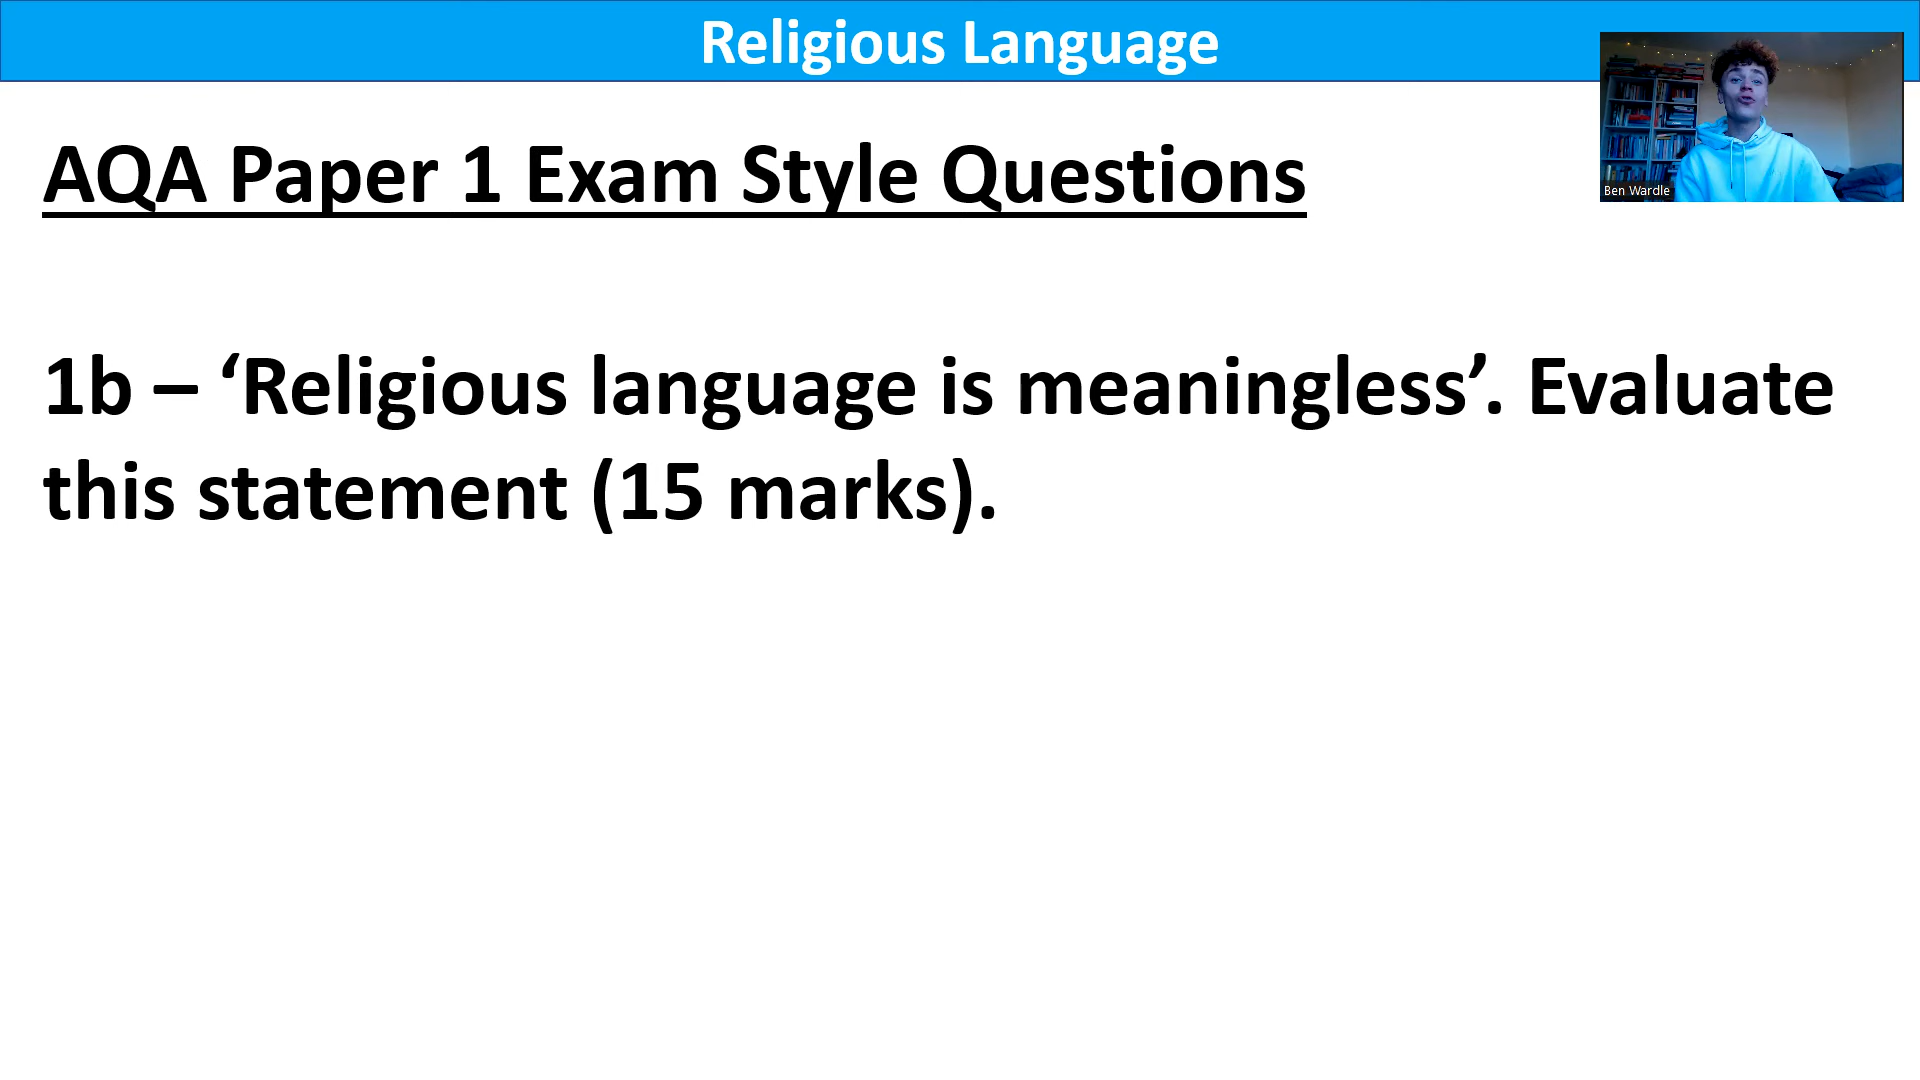 Religious Language
Ben Wardle
AQA Paper 1 Exam Style Questions
1b – ‘Religious language is meaningless’. Evaluate
this statement (15 marks).